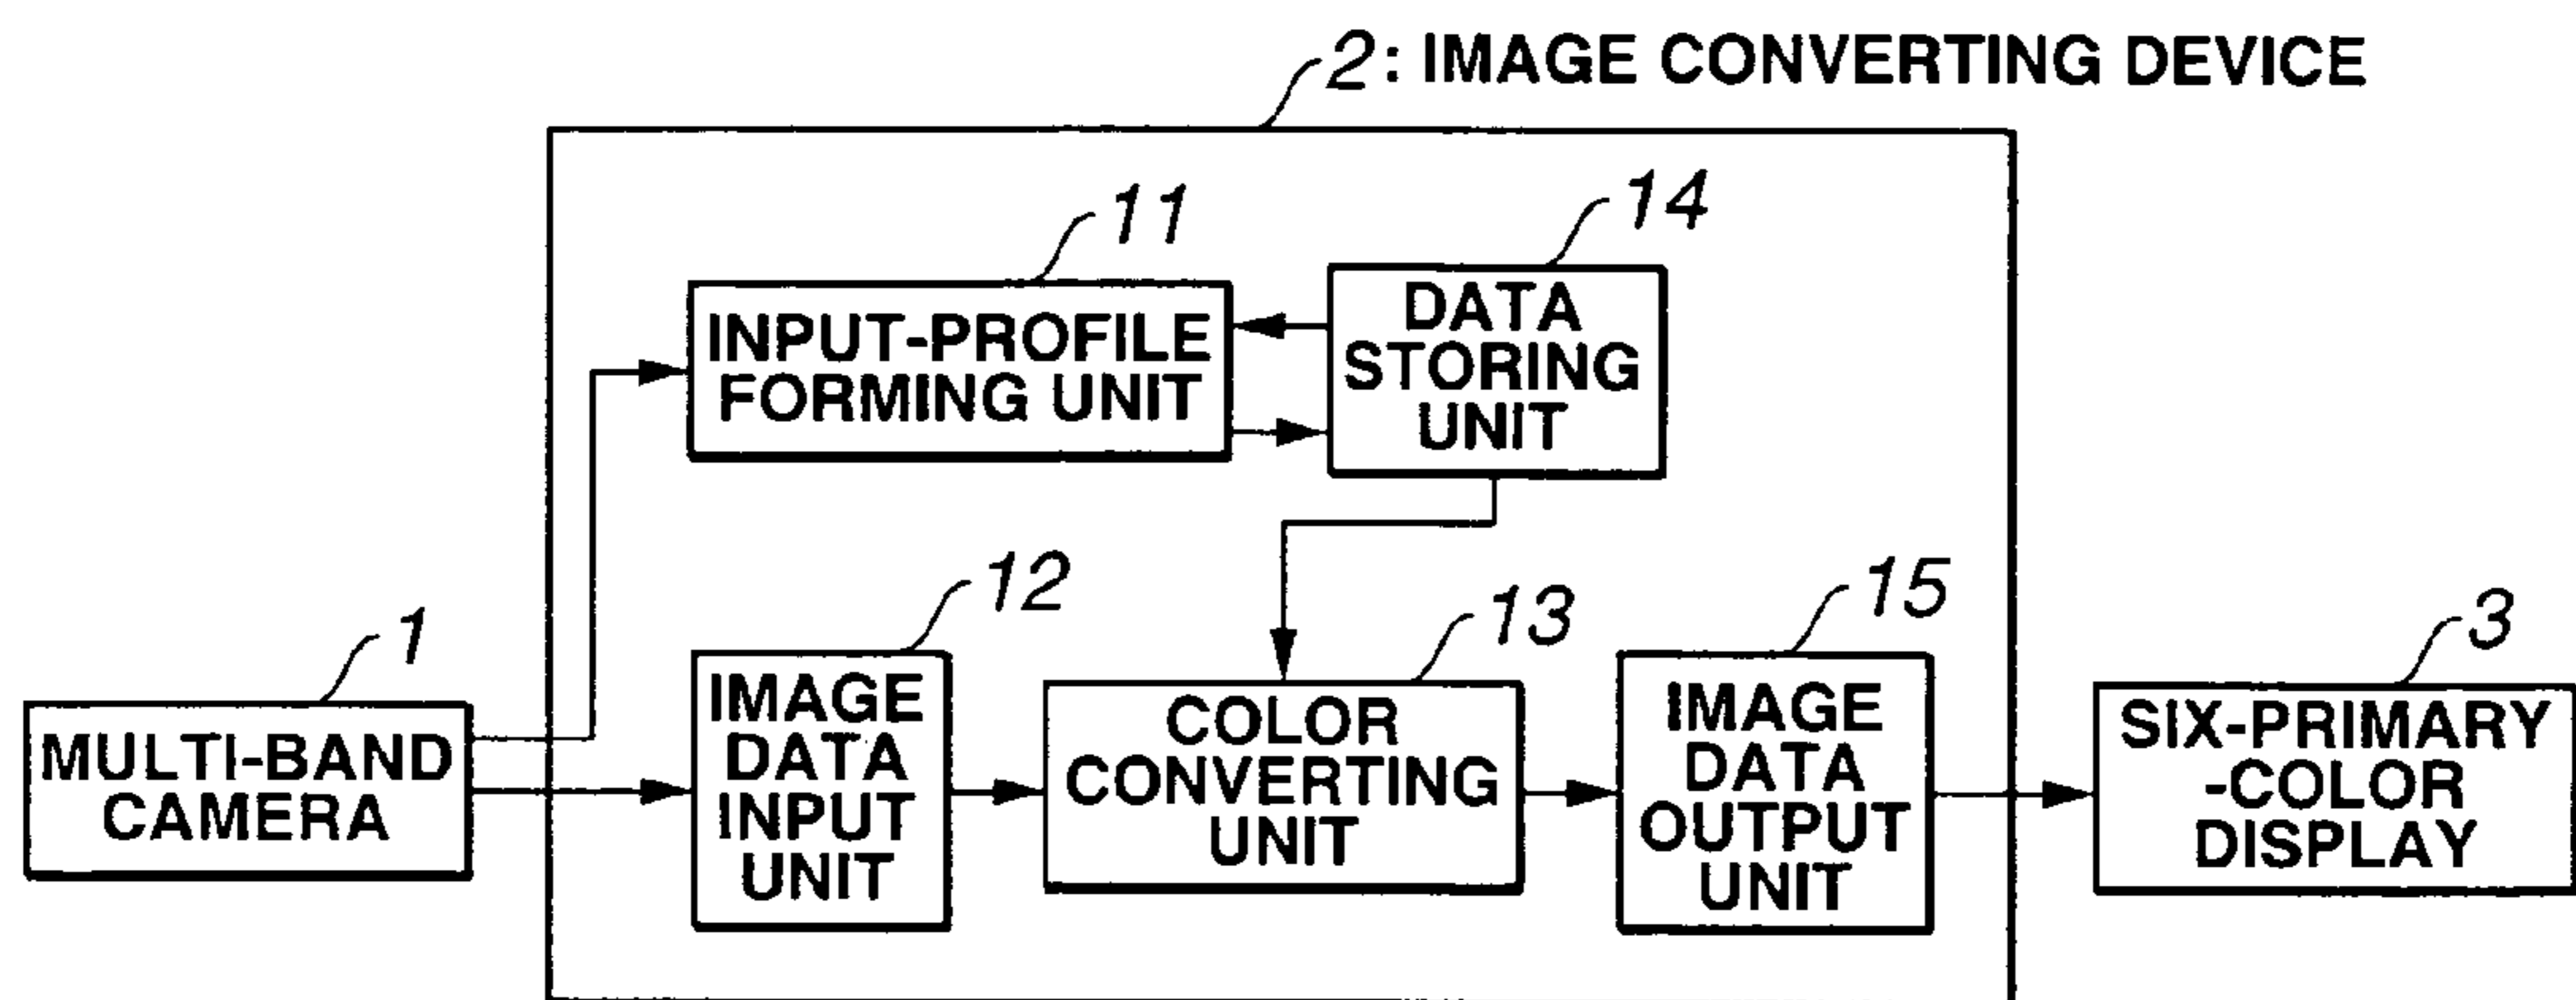 2: IMAGE CONVERTING DEVICE
11
14
INPUT-PROFILE
FORMING UNIT
DATA
STORING
UNIT
1
12
13
15
3
MULTI-BAND
CAMERA
IMAGE
DATA
INPUT
UNIT
COLOR
CONVERTING
UNIT
IMAGE
DATA
OUTPUT
UNIT
SIX-PRIMARY
-COLOR
DISPLAY